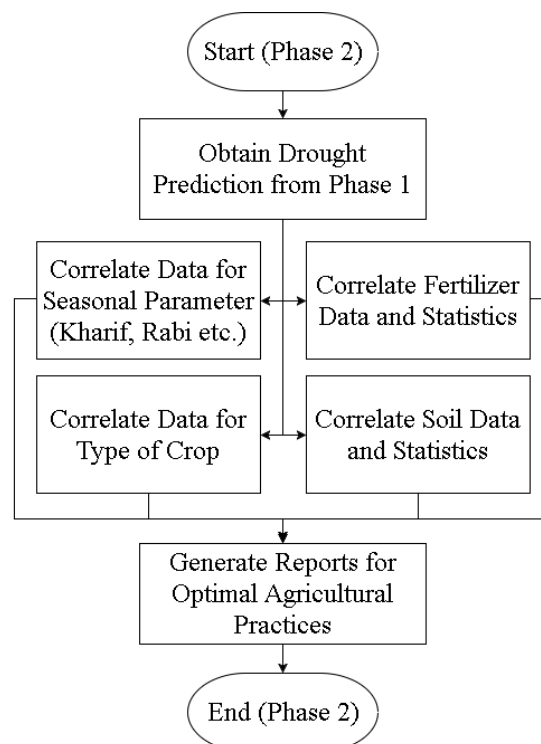 Start (Phase 2)
Obtain Drought
Prediction from Phase 1
Correlate Data for
Seasonal Parameter
(Kharif, Rabi etc.)
Correlate Fertilizer
Data and Statistics
Correlate Data for
Type of Crop
Correlate Soil Data
and Statistics
Generate Reports for
Optimal Agricultural
Practices
End (Phase 2)